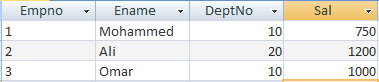 Empno Ename DeptNo Sal
1 Mohammed 10 750
2 Ali 20 1200
3 Omar 10 1000